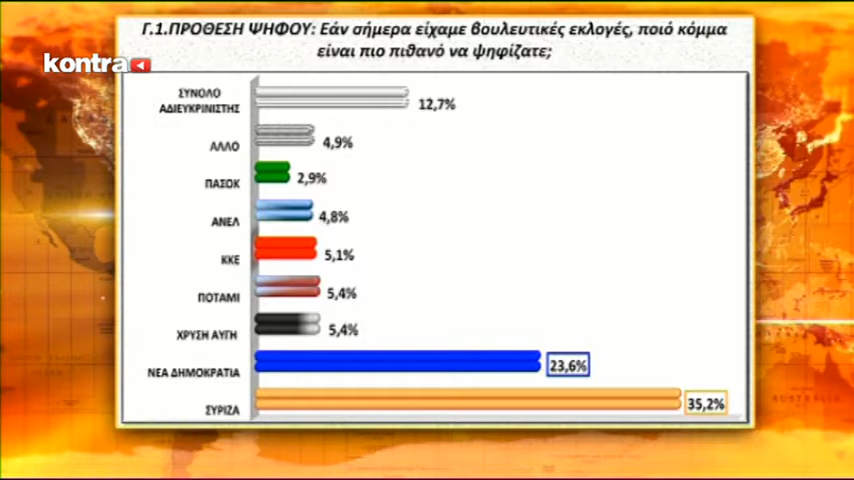 Γ.1.ΠΡΟΘΕΣΗ ΨΗΦΟΥ: Εάν σήμερα είχαμε βουλευτικές εκλογές, ποιό κόμμα
είναι πιο πιθανό να ψηφίζατε;
kontra
ΣΥΝΟΛΟ
ΑΔΙΕΥΚΡΙΝΙΣΤΗΣ
12,7%
ΑΛΛΟ
4,9%
ΠΑΣΟΚ
2,9%
ΑΝΕΛ
4,8%
ΚΚΕ
5,1%
ΠΟΤΑΜΙ
5,4%
ΧΡΥΣΗ ΑΥΓΗ
5,4%
ΝΕΑ ΔΗΜΟΚΡΑΤΙΑ
23,6%
ΣΥΡΙΖΑ
35,2%
AUSTRALIA